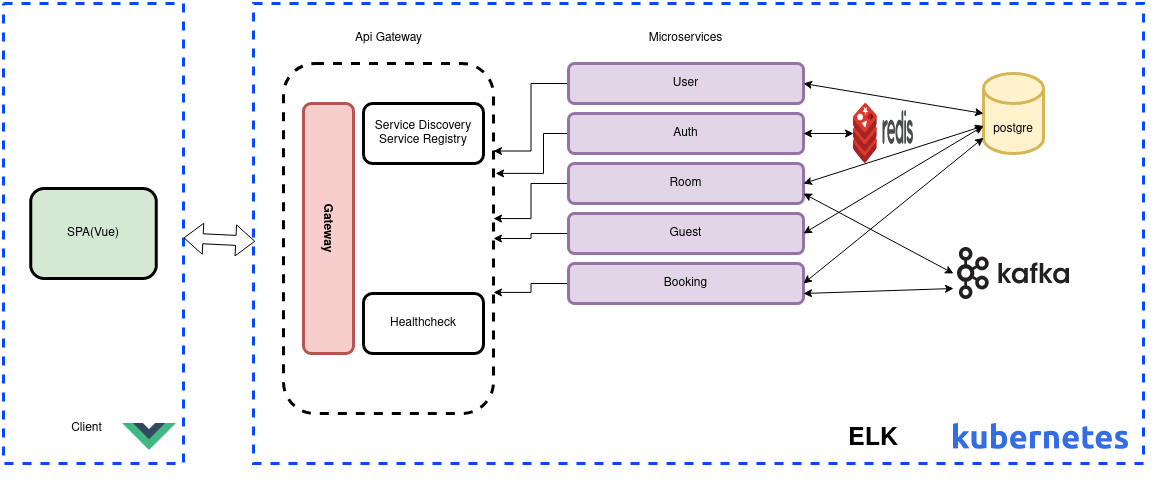 Api Gateway
Microservices
User
Service Discovery
Service Registry
Auth
redis
postgre
Room
Gateway
SPA(Vue)
Guest
Booking
kafka
Healthcheck
Client
ELK
kubernetes